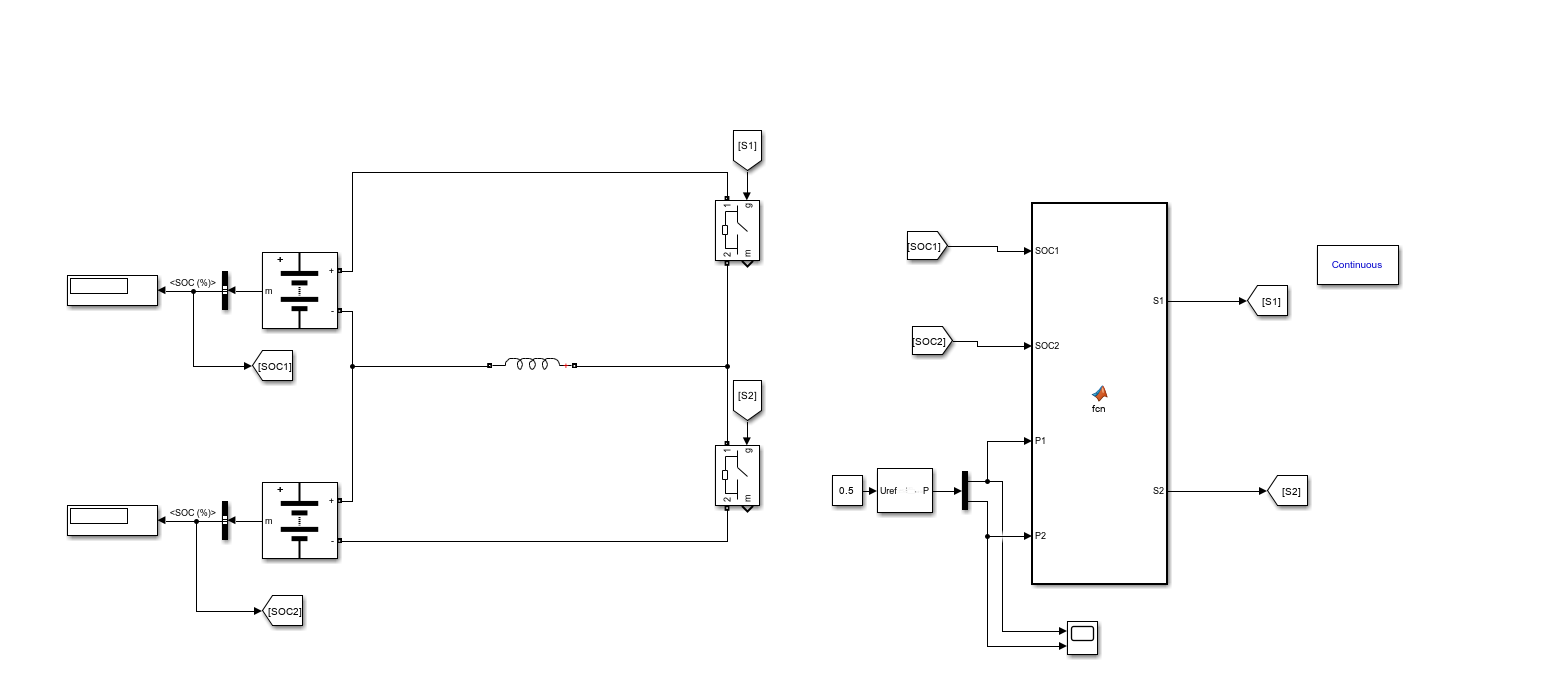 [S1]
1
g
2
m
+
<SOC (%)>
m
+
-
[SOC1]
[S2]
1
g
2
m
+
<SOC (%)>
m
+
-
[SOC2]
[SOC1]
SOC1
[SOC2]
SOC2
fcn
P1
0.5
Uref
P
P2
S1
[S1]
S2
[S2]
Continuous